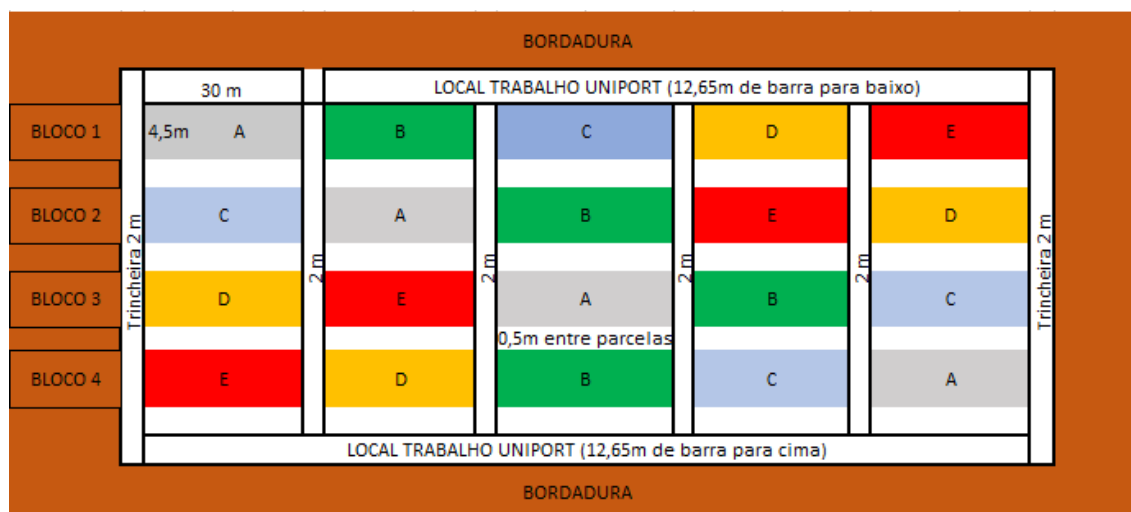 BORDADURA
30 m
LOCAL TRABALHO UNIPORT (12,65m de barra para baixo)
BLOCO 1
4,5m
A
B
C
D
E
BLOCO 2
C
A
B
E
D
Trincheira 2 m
2 m
2 m
2 m
2 m
Trincheira 2 m
BLOCO 3
D
E
A
B
C
0,5m entre parcelas
BLOCO 4
E
D
B
C
A
LOCAL TRABALHO UNIPORT (12,65m de barra para cima)
BORDADURA